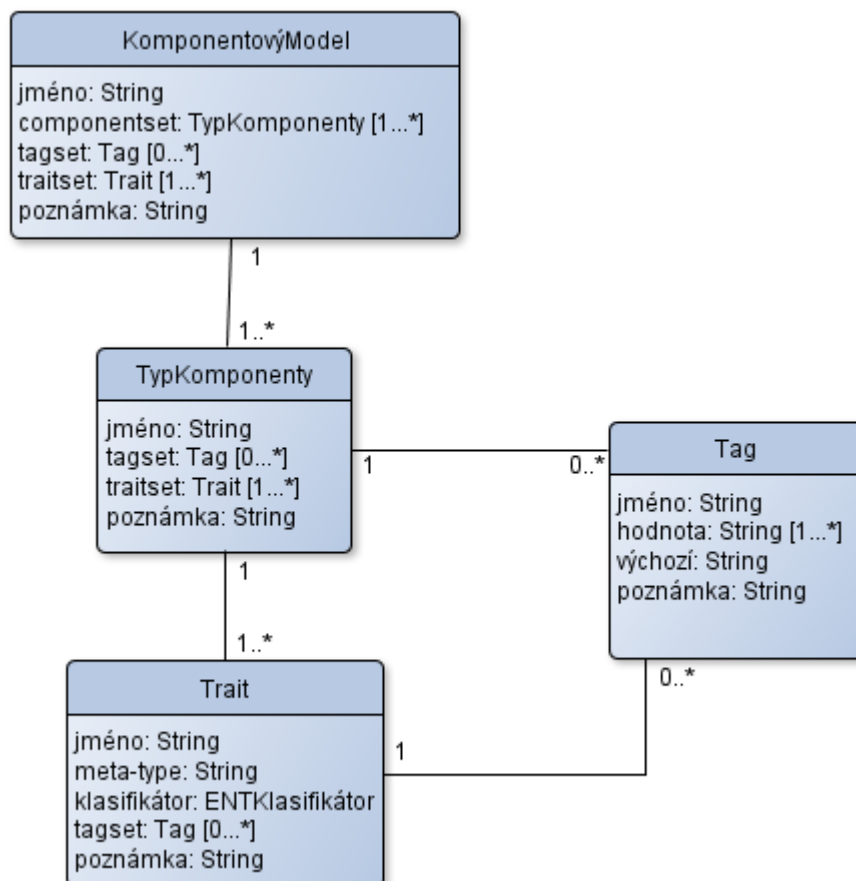 KomponentovýModel
jméno: String
componentset: TypKomponenty [1...*]
tagset: Tag [0...*]
traitset: Trait [1...*]
poznámka: String
1
1..*
TypKomponenty
jméno: String
tagset: Tag [0...*]
traitset: Trait [1...*]
poznámka: String
1
0..*
Tag
jméno: String
hodnota: String [1...*]
výchozí: String
poznámka: String
1
1..*
0..*
Trait
jméno: String
meta-type: String
klasifikátor: ENTKlasifikátor
tagset: Tag [0...*]
poznámka: String
1